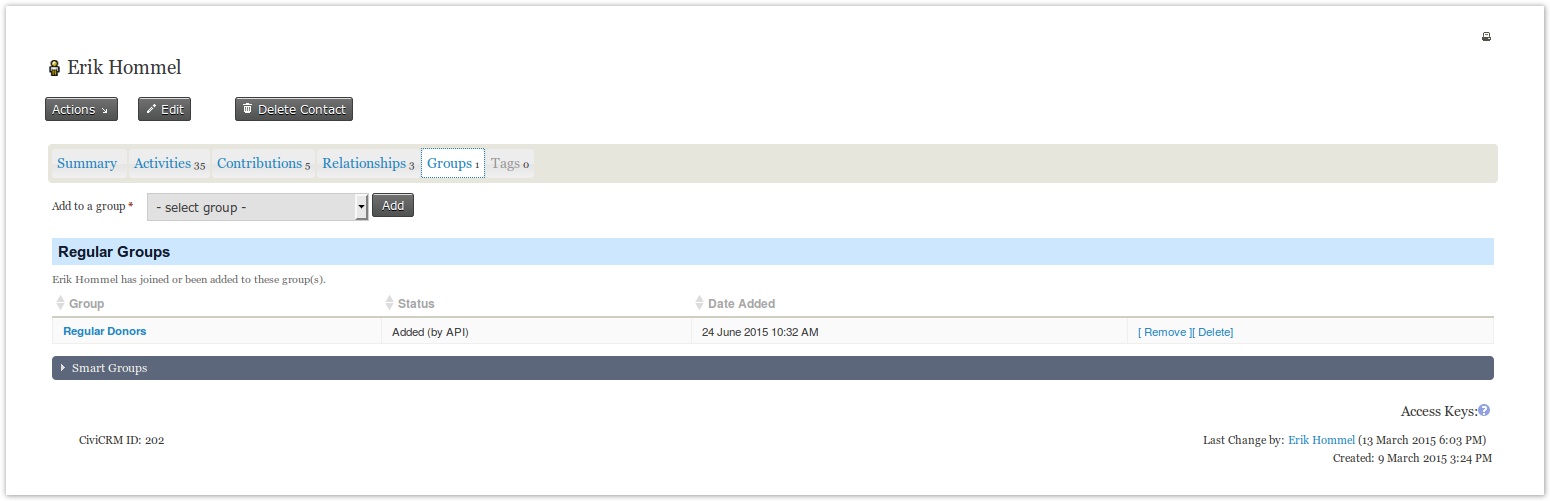 Erik Hommel
Actions Edit Delete Contact
Summary Activities 35 Contributions 5 Relationships 3 Groups 1 Tags 0
Add to a group * - select group - Add
Regular Groups
Erik Hommel has joined or been added to these group(s).
Group Status Date Added
Regular Donors Added (by API) 24 June 2015 10:32 AM [ Remove ][ Delete]
Smart Groups
Access Keys:?
CiviCRM ID: 202 Last Change by: Erik Hommel (13 March 2015 6:03 PM)
Created: 9 March 2015 3:24 PM